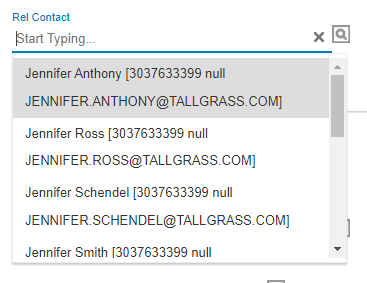 Rel Contact
Start Typing...
Jennifer Anthony [3037633399 null
JENNIFER.ANTHONY@TALLGRASS.COM]
Jennifer Ross [3037633399 null
JENNIFER.ROSS@TALLGRASS.COM]
Jennifer Schendel [3037633399 null
JENNIFER.SCHENDEL@TALLGRASS.COM]
Jennifer Smith [3037633399 null